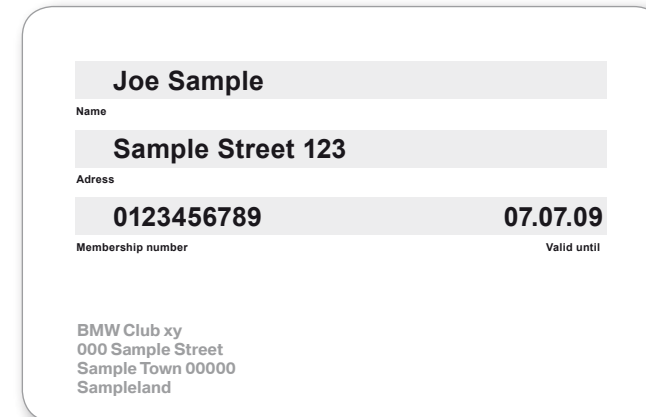 Joe Sample
Name
Sample Street 123
Adress
0123456789 07.07.09
Membership number Valid until
BMW Club xy
000 Sample Street
Sample Town 00000
Sampleland